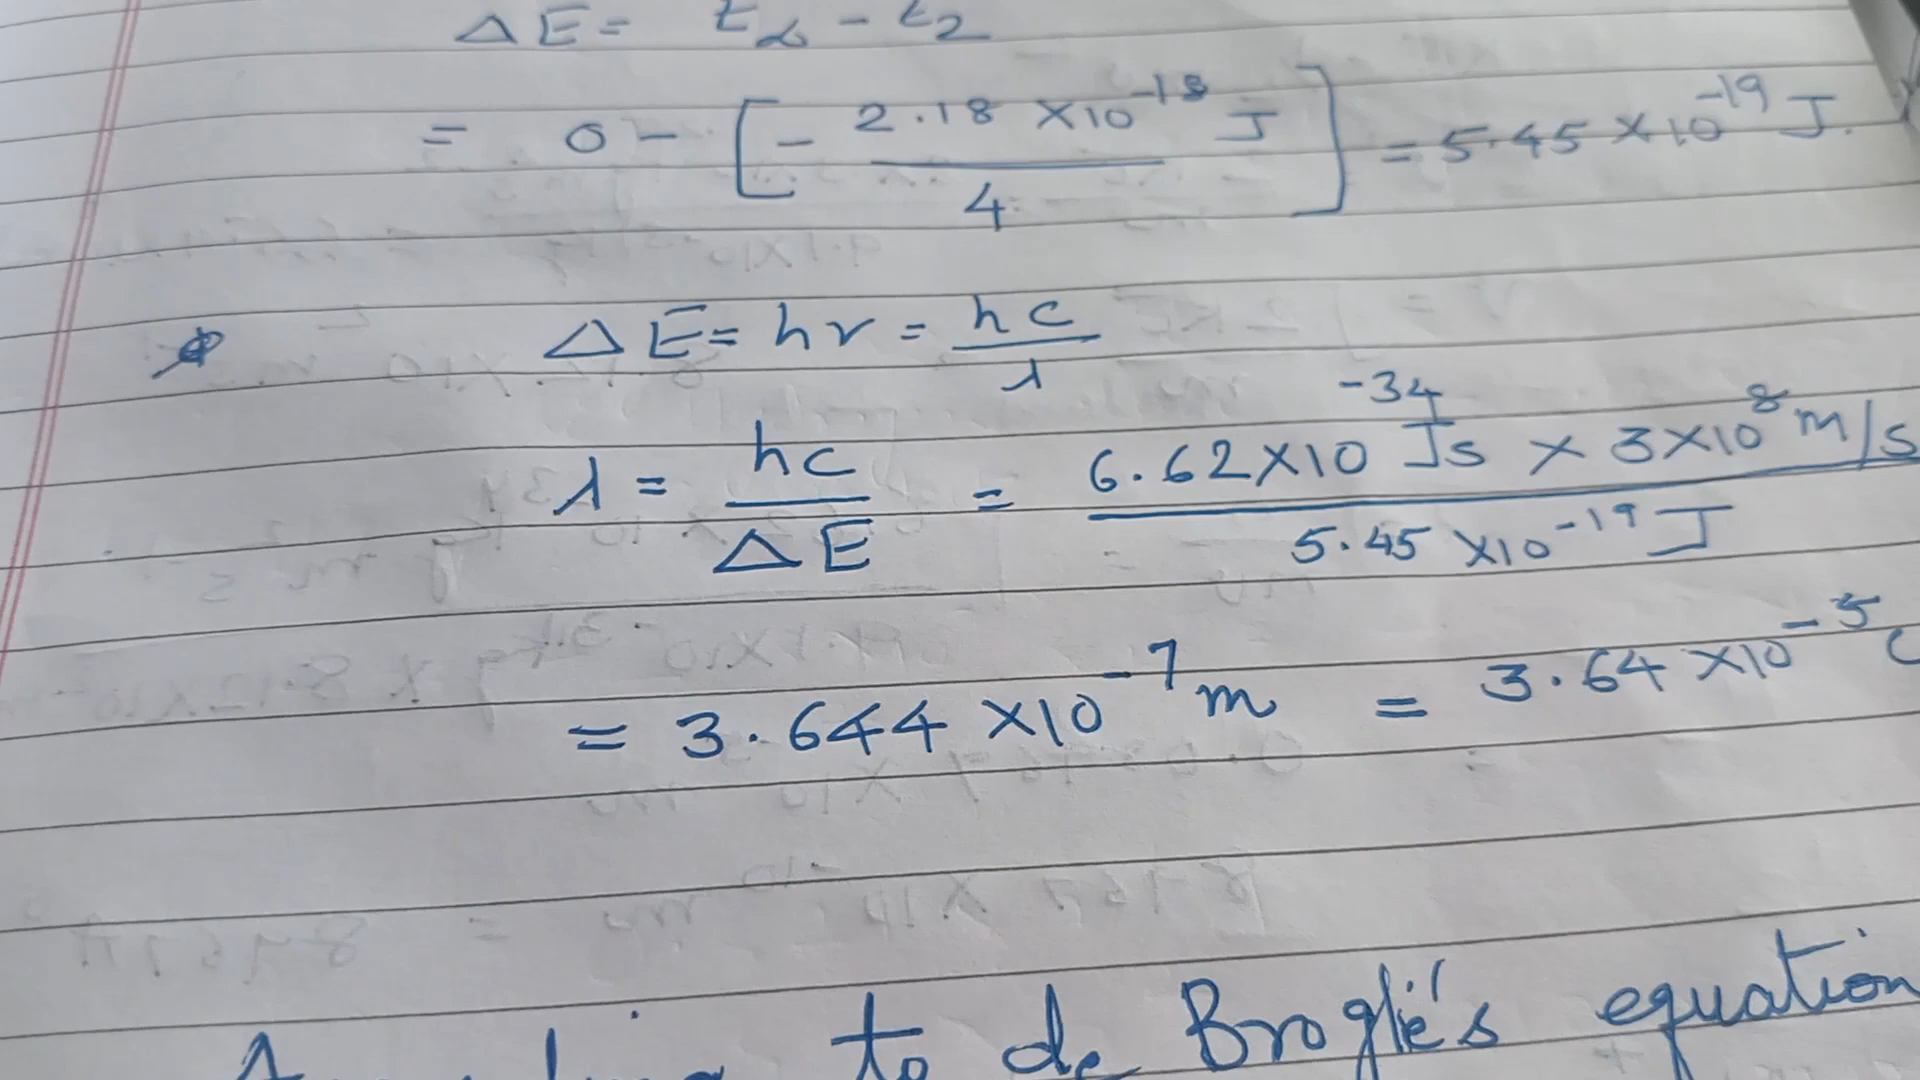 ΔE = E∝ - E2
= 0 - [ - 2.18 × 10^-18 J / 4 ] = 5.45 × 10^-19 J.
ΔE = hν = hc / λ
λ = hc / ΔE = 6.62 × 10^-34 Js × 3 × 10^8 m/s / 5.45 × 10^-19 J
= 3.644 × 10^-7 m = 3.64 × 10^-5 c
to de Broglie's equation